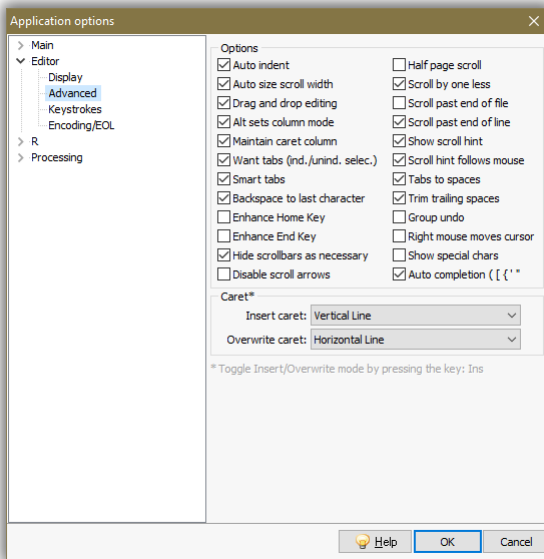 Application options
Main
Editor
Display
Advanced
Keystrokes
Encoding/EOL
R
Processing
Options
Auto indent
Auto size scroll width
Drag and drop editing
Alt sets column mode
Maintain caret column
Want tabs (ind./unind. selec.)
Smart tabs
Backspace to last character
Enhance Home Key
Enhance End Key
Hide scrollbars as necessary
Disable scroll arrows
Half page scroll
Scroll by one less
Scroll past end of file
Scroll past end of line
Show scroll hint
Scroll hint follows mouse
Tabs to spaces
Trim trailing spaces
Group undo
Right mouse moves cursor
Show special chars
Auto completion ( [ { ' "
Caret*
Insert caret: Vertical Line
Overwrite caret: Horizontal Line
* Toggle Insert/Overwrite mode by pressing the key: Ins
Help OK Cancel